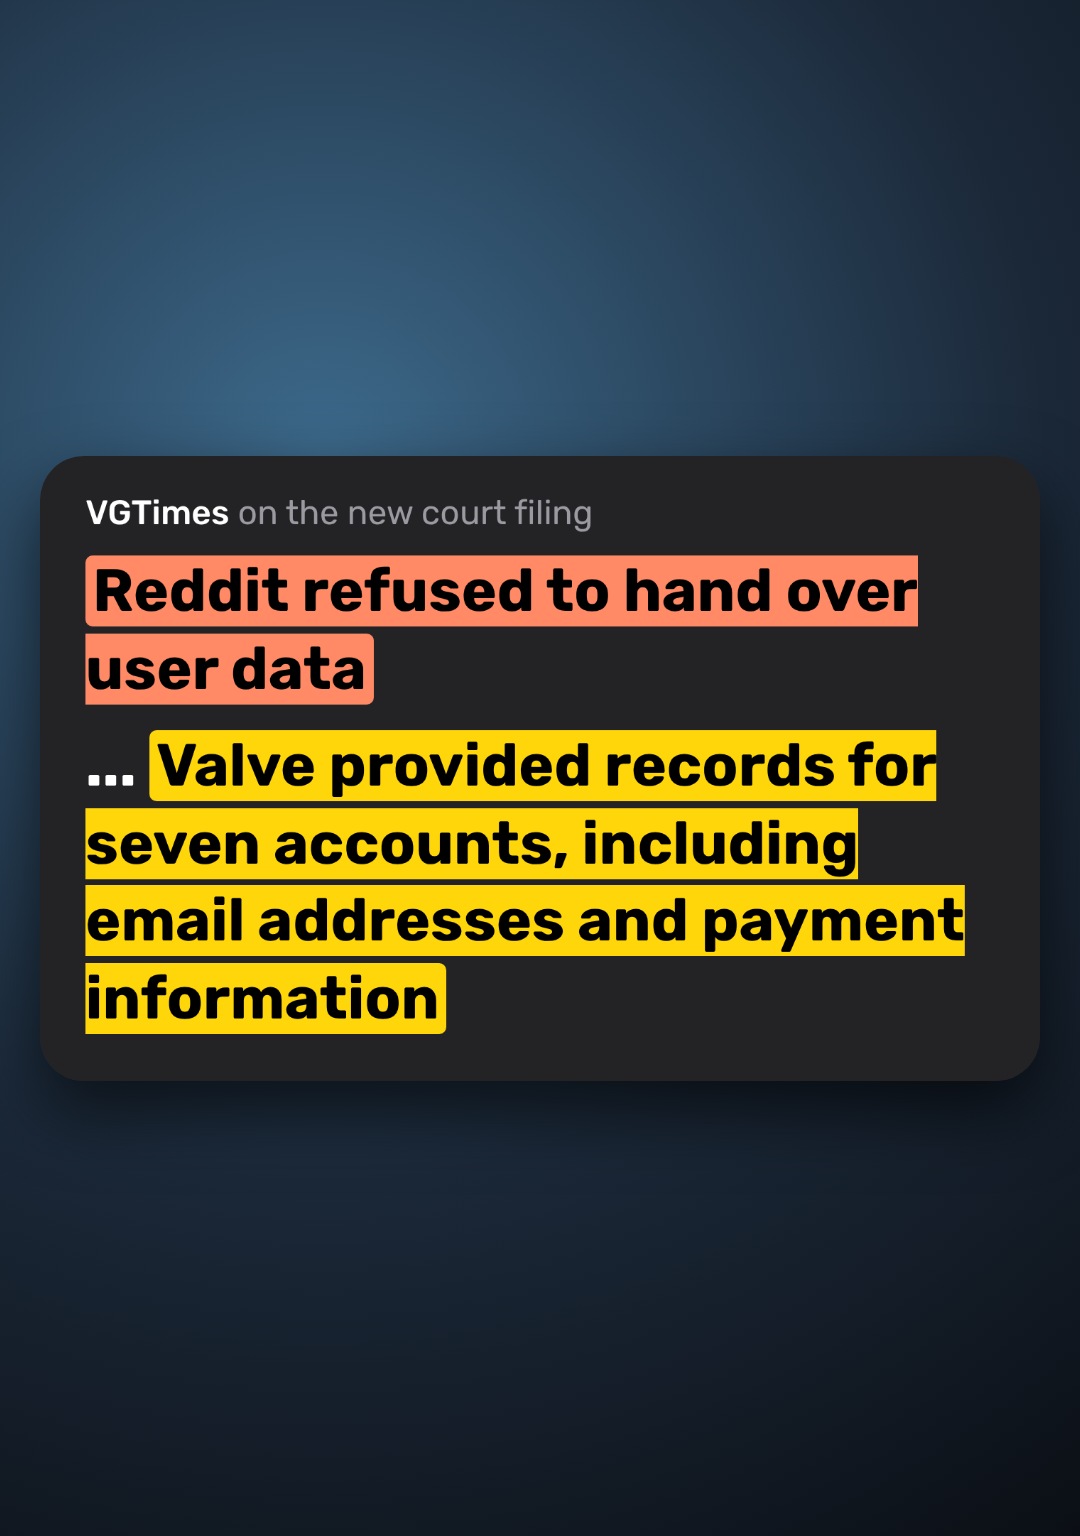 VGTimes on the new court filing
Reddit refused to hand over
user data
... Valve provided records for
seven accounts, including
email addresses and payment
information